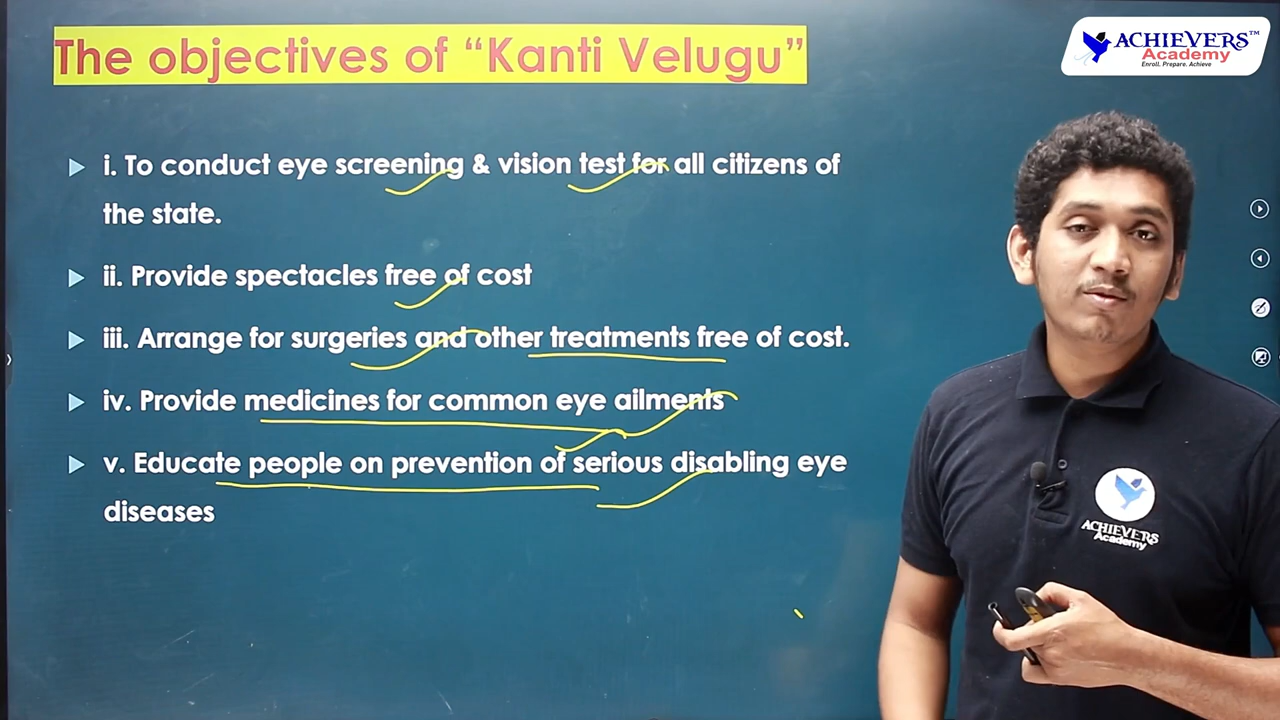 The objectives of “Kanti Velugu”
ACHIEVERS™
Academy
Enroll. Prepare. Achieve
i. To conduct eye screening & vision test for all citizens of
the state.
ii. Provide spectacles free of cost
iii. Arrange for surgeries and other treatments free of cost.
iv. Provide medicines for common eye ailments
v. Educate people on prevention of serious disabling eye
diseases
ACHIEVERS
Academy